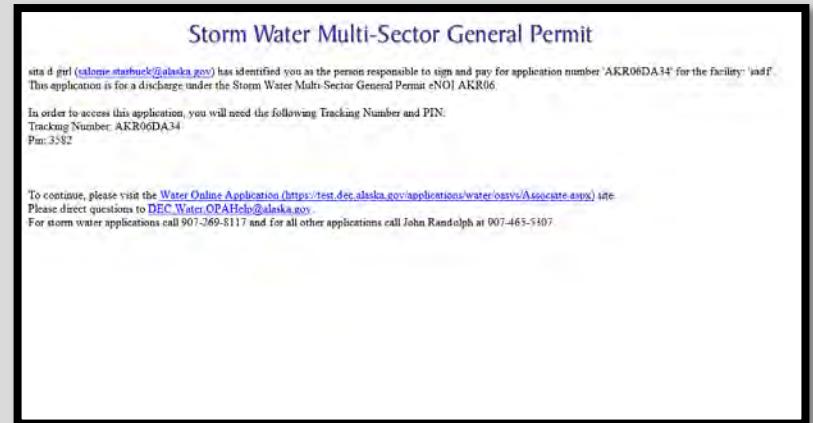 Storm Water Multi-Sector General Permit
sita d girl (salome.starbuck@alaska.gov) has identified you as the person responsible to sign and pay for application number 'AKR06DA34' for the facility: 'asdf'.
This application is for a discharge under the Storm Water Multi-Sector General Permit eNOI AKR06.
In order to access this application, you will need the following Tracking Number and PIN:
Tracking Number: AKR06DA34
Pin: 3582
To continue, please visit the Water Online Application (https://test.dec.alaska.gov/applications/water/oasys/Associate.aspx) site.
Please direct questions to DEC.Water.OPAHelp@alaska.gov.
For storm water applications call 907-269-8117 and for all other applications call John Randolph at 907-465-5307